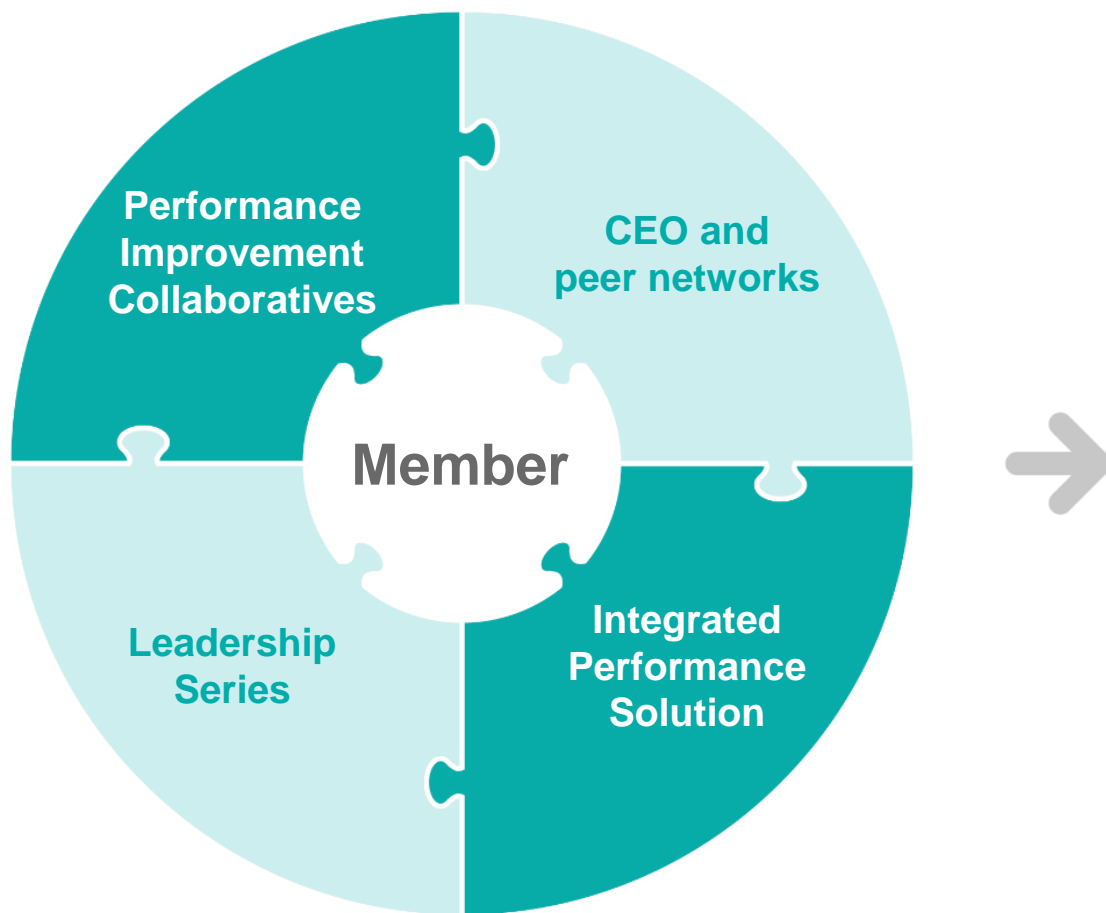 Performance
Improvement
Collaboratives
CEO and
peer networks
Member
Leadership
Series
Integrated
Performance
Solution